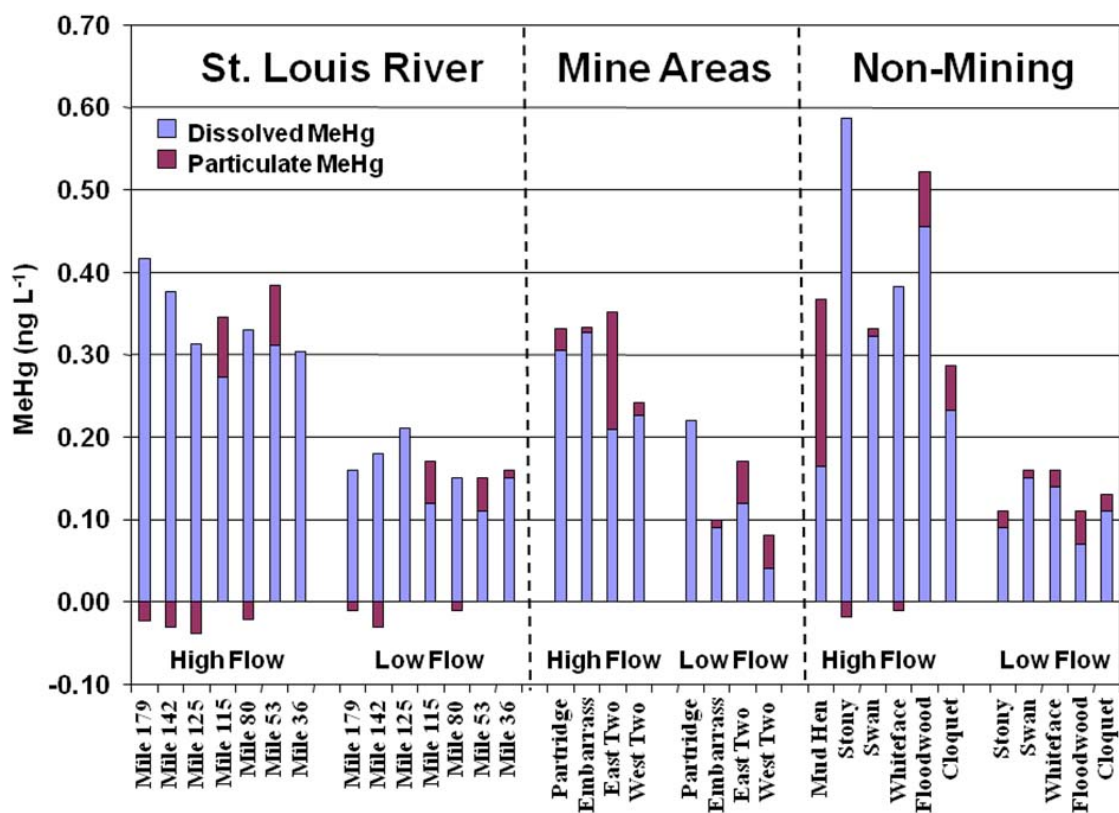 0.70
0.60
0.50
0.40
0.30
0.20
0.10
0.00
-0.10
MeHg (ng L⁻¹)
St. Louis River
Mine Areas
Non-Mining
Dissolved MeHg
Particulate MeHg
High Flow
Low Flow
High Flow
Low Flow
High Flow
Low Flow
Mile 179
Mile 142
Mile 125
Mile 115
Mile 80
Mile 53
Mile 36
Mile 179
Mile 142
Mile 125
Mile 115
Mile 80
Mile 53
Mile 36
Partridge
Embarrass
East Two
West Two
Partridge
Embarrass
East Two
West Two
Mud Hen
Stony
Swan
Whiteface
Floodwood
Cloquet
Stony
Swan
Whiteface
Floodwood
Cloquet